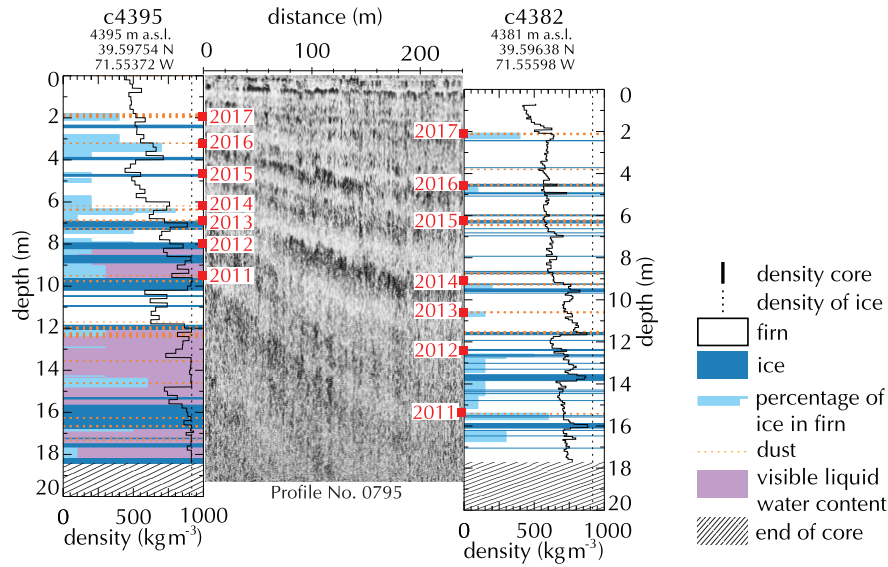 c4395
4395 m a.s.l.
39.59754 N
71.55372 W
distance (m)
0 100 200
c4382
4381 m a.s.l.
39.59638 N
71.55598 W
depth (m)
0
2
4
6
8
10
12
14
16
18
20
2017
2016
2015
2014
2013
2012
2011
0 500 1000
density (kg m-3)
Profile No. 0795
2017
2016
2015
2014
2013
2012
2011
0
2
4
6
8
10
12
14
16
18
20
depth (m)
0 500 1000
density (kg m-3)
density core
density of ice
firn
ice
percentage of
ice in firn
dust
visible liquid
water content
end of core